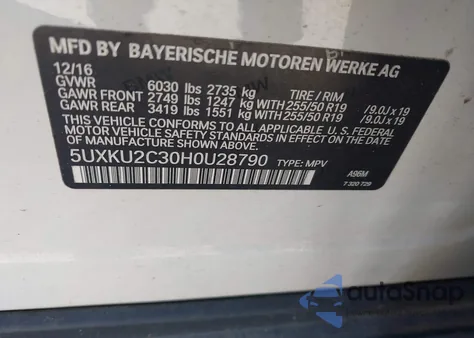 MFD BY BAYERISCHE MOTOREN WERKE AG
12/16
GVWR 6030 lbs 2735 kg TIRE / RIM
GAWR FRONT 2749 lbs 1247 kg WITH 255/50 R19 /9.0J x 19
GAWR REAR 3419 lbs 1551 kg WITH 255/50 R19 /9.0J x 19
THIS VEHICLE CONFORMS TO ALL APPLICABLE U.S. FEDERAL
MOTOR VEHICLE SAFETY STANDARDS IN EFFECT ON THE DATE
OF MANUFACTURE SHOWN ABOVE.
5UXKU2C30H0U28790 TYPE: MPV
A96M
7 320 729
autoSnap